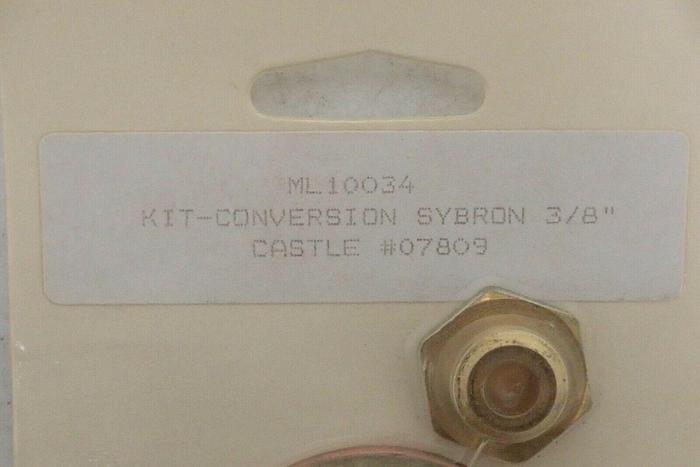 ML10034
KIT-CONVERSION SYBRON 3/8"
CASTLE #07809